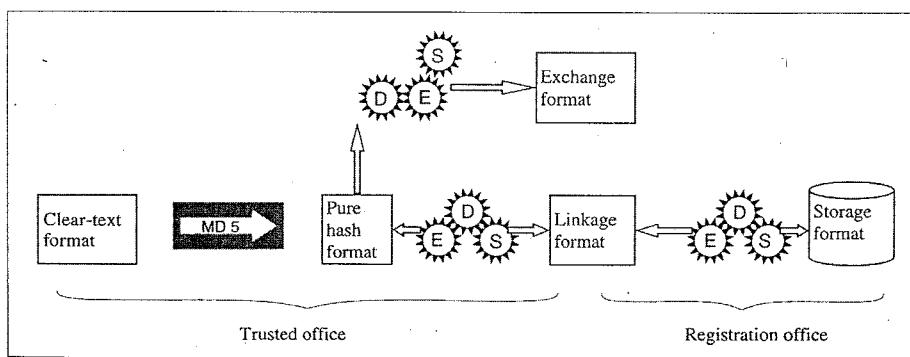 S
D E
Exchange
format
Clear-text
format
MD 5
Pure
hash
format
D
E S
Linkage
format
D
E S
Storage
format
Trusted office
Registration office